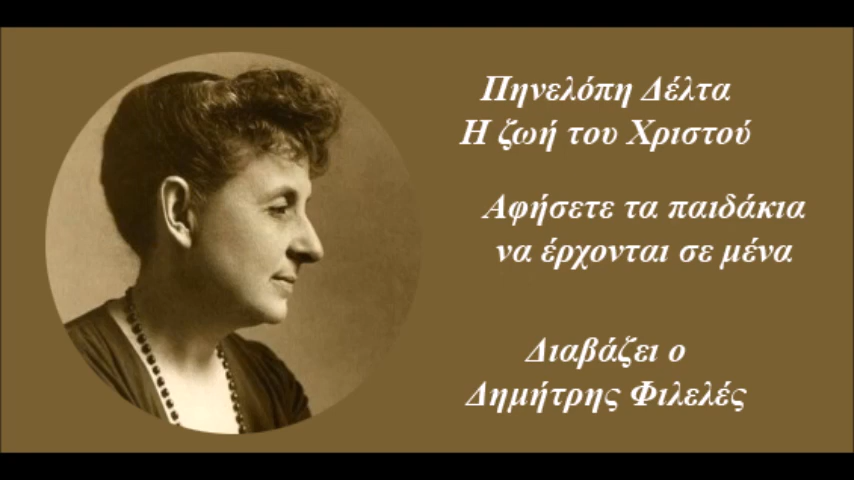 Πηνελόπη Δέλτα
Η ζωή του Χριστού
Αφήσετε τα παιδάκια
να έρχονται σε μένα
Διαβάζει ο
Δημήτρης Φιλελές